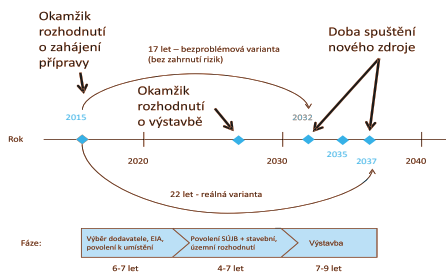 Okamžik
rozhodnutí
o zahájení
přípravy
17 let – bezproblémová varianta
(bez zahrnutí rizik)
Doba spuštění
nového zdroje
Okamžik
rozhodnutí
o výstavbě
2015
2032
Rok
2020
2030
2035
2037
2040
22 let - reálná varianta
Fáze:
Výběr dodavatele, EIA,
povolení k umístění
Povolení SÚJB + stavební,
územní rozhodnutí
Výstavba
6-7 let
4-7 let
7-9 let